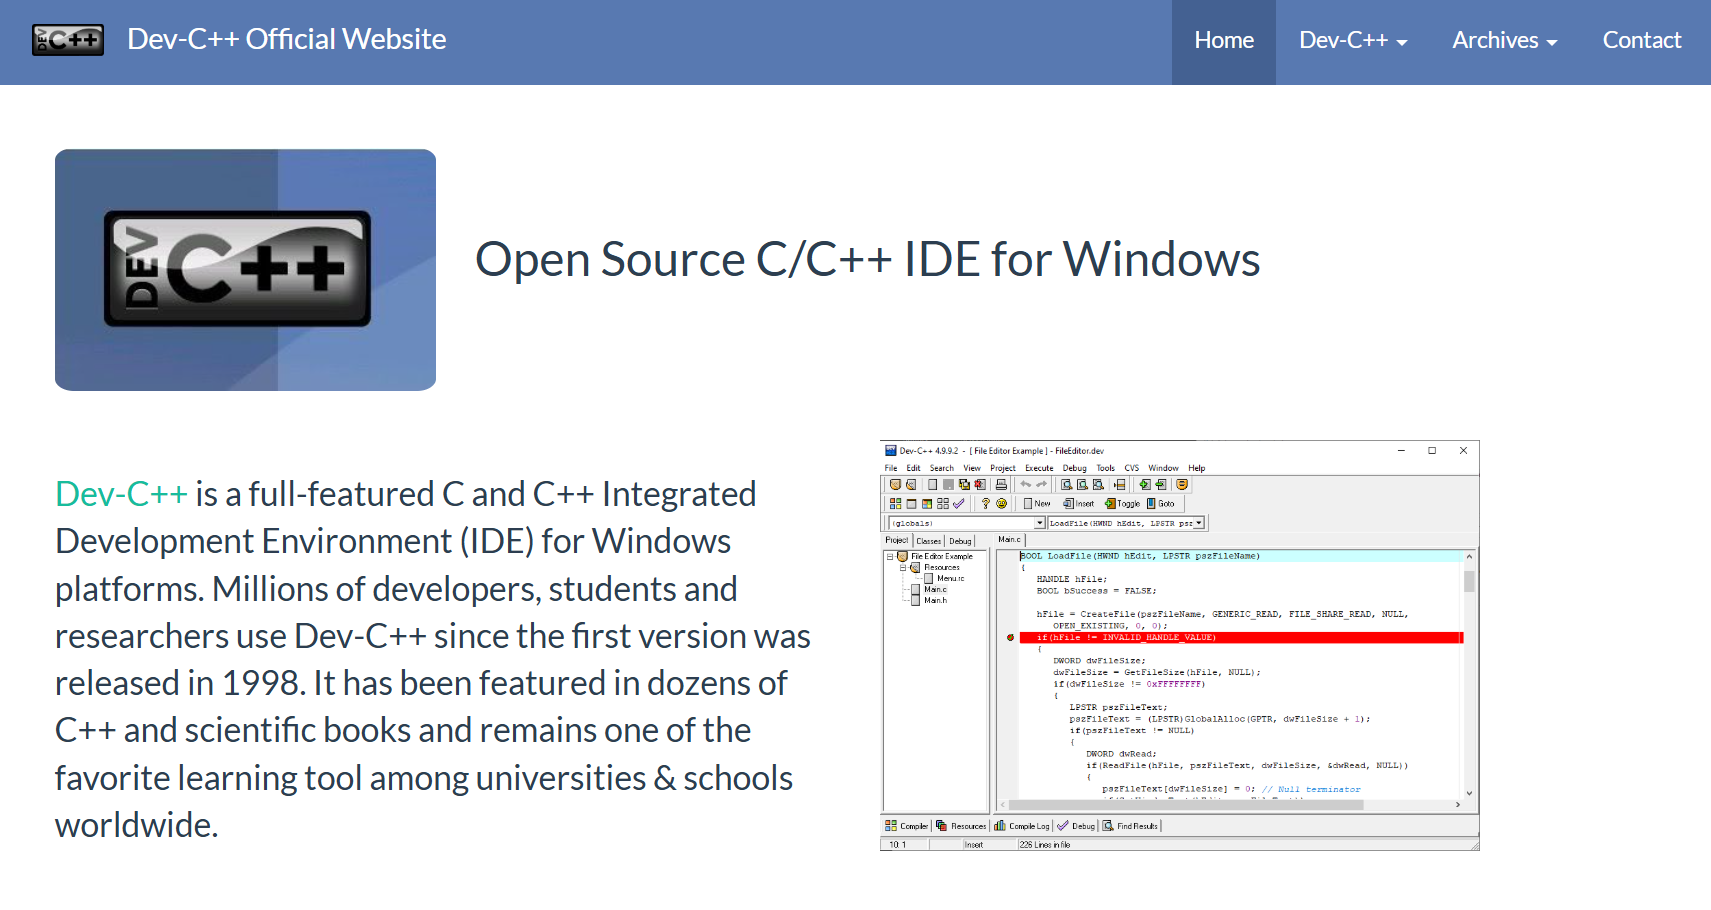 DEV C++
Dev-C++ Official Website
Home
Dev-C++
Archives
Contact
DEV C++
Open Source C/C++ IDE for Windows
Dev-C++ is a full-featured C and C++ Integrated
Development Environment (IDE) for Windows
platforms. Millions of developers, students and
researchers use Dev-C++ since the first version was
released in 1998. It has been featured in dozens of
C++ and scientific books and remains one of the
favorite learning tool among universities & schools
worldwide.
Dev-C++ 4.9.9.2 - [ File Editor Example ] - FileEditor.dev
File Edit Search View Project Execute Debug Tools CVS Window Help
New Insert Toggle Goto
(globals) LoadFile(HWND hEdit, LPSTR psz
Project Classes Debug Main.c
File Editor Example
Resources
Menu.rc
Main.c
Main.h
BOOL LoadFile(HWND hEdit, LPSTR pszFileName)
{
HANDLE hFile;
BOOL bSuccess = FALSE;
hFile = CreateFile(pszFileName, GENERIC_READ, FILE_SHARE_READ, NULL,
OPEN_EXISTING, 0, 0);
if(hFile != INVALID_HANDLE_VALUE)
{
DWORD dwFileSize;
dwFileSize = GetFileSize(hFile, NULL);
if(dwFileSize != 0xFFFFFFFF)
{
LPSTR pszFileText;
pszFileText = (LPSTR)GlobalAlloc(GPTR, dwFileSize + 1);
if(pszFileText != NULL)
{
DWORD dwRead;
if(ReadFile(hFile, pszFileText, dwFileSize, &dwRead, NULL))
{
pszFileText[dwFileSize] = 0; // Null terminator
Compiler Resources Compile Log Debug Find Results
10: 1 Insert 226 Lines in file